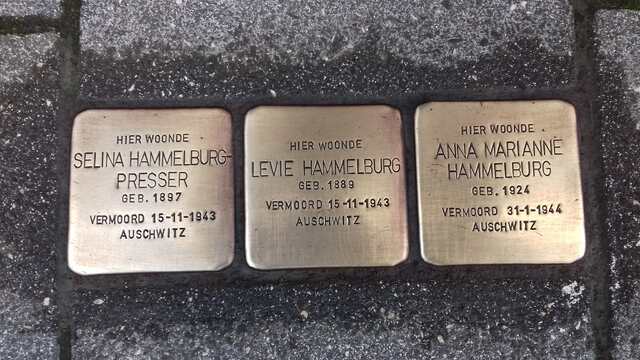 HIER WOONDE
SELINA HAMMELBURG-
PRESSER
GEB. 1897
VERMOORD 15-11-1943
AUSCHWITZ
HIER WOONDE
LEVIE HAMMELBURG
GEB. 1889
VERMOORD 15-11-1943
AUSCHWITZ
HIER WOONDE
ANNA MARIANNE
HAMMELBURG
GEB. 1924
VERMOORD 31-1-1944
AUSCHWITZ